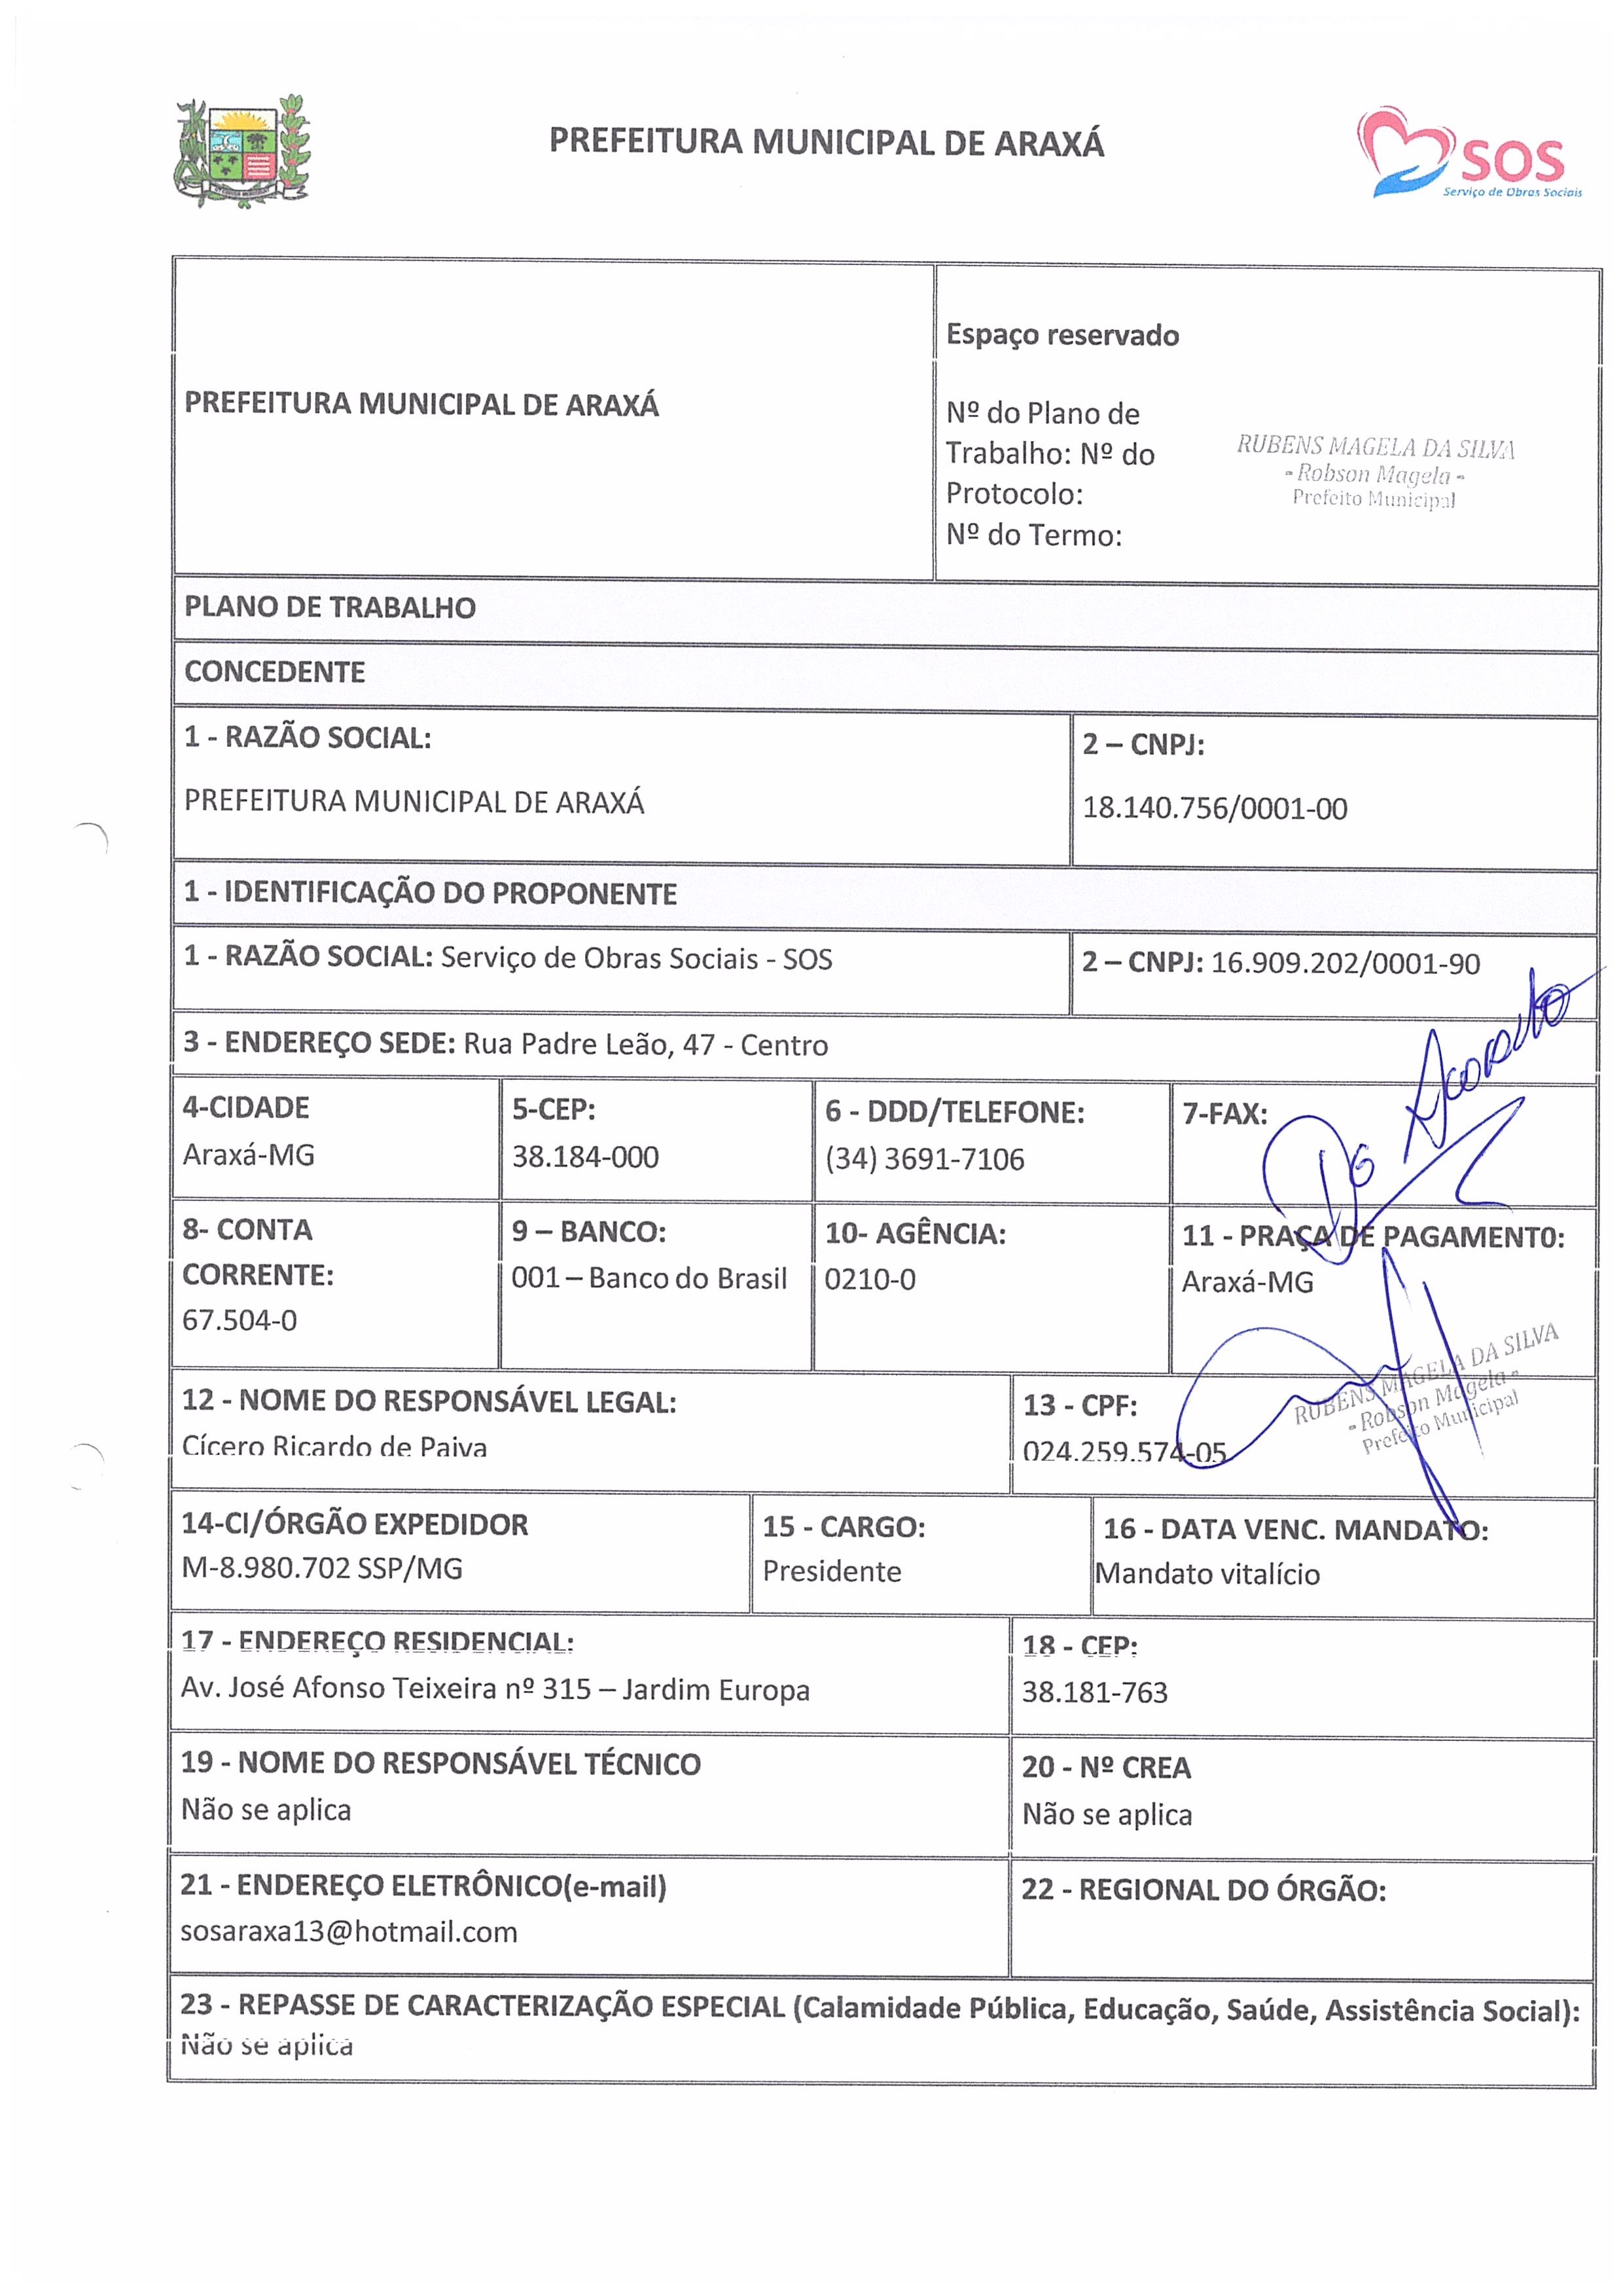 PREFEITURA MUNICIPAL DE ARAXÁ
SOS
Serviço de Obras Sociais
PREFEITURA MUNICIPAL DE ARAXÁ
Espaço reservado
Nº do Plano de
Trabalho: Nº do
Protocolo:
Nº do Termo:
RUBENS MAGELA DA SILVA
- Robson Magela -
Prefeito Municipal
PLANO DE TRABALHO
CONCEDENTE
1 - RAZÃO SOCIAL:
PREFEITURA MUNICIPAL DE ARAXÁ
2 – CNPJ:
18.140.756/0001-00
1 - IDENTIFICAÇÃO DO PROPONENTE
1 - RAZÃO SOCIAL: Serviço de Obras Sociais - SOS
2 – CNPJ: 16.909.202/0001-90
3 - ENDEREÇO SEDE: Rua Padre Leão, 47 - Centro
4-CIDADE
Araxá-MG
5-CEP:
38.184-000
6 - DDD/TELEFONE:
(34) 3691-7106
7-FAX:
De Acordo
8- CONTA
CORRENTE:
67.504-0
9 – BANCO:
001 – Banco do Brasil
10- AGÊNCIA:
0210-0
11 - PRAÇA DE PAGAMENTO:
Araxá-MG
RUBENS MAGELA DA SILVA
- Robson Magela -
Prefeito Municipal
12 - NOME DO RESPONSÁVEL LEGAL:
Cícero Ricardo de Paiva
13 - CPF:
024.259.574-05
14-CI/ÓRGÃO EXPEDIDOR
M-8.980.702 SSP/MG
15 - CARGO:
Presidente
16 - DATA VENC. MANDATO:
Mandato vitalício
17 - ENDEREÇO RESIDENCIAL:
Av. José Afonso Teixeira nº 315 – Jardim Europa
18 - CEP:
38.181-763
19 - NOME DO RESPONSÁVEL TÉCNICO
Não se aplica
20 - Nº CREA
Não se aplica
21 - ENDEREÇO ELETRÔNICO(e-mail)
sosaraxa13@hotmail.com
22 - REGIONAL DO ÓRGÃO:
23 - REPASSE DE CARACTERIZAÇÃO ESPECIAL (Calamidade Pública, Educação, Saúde, Assistência Social):
Não se aplica